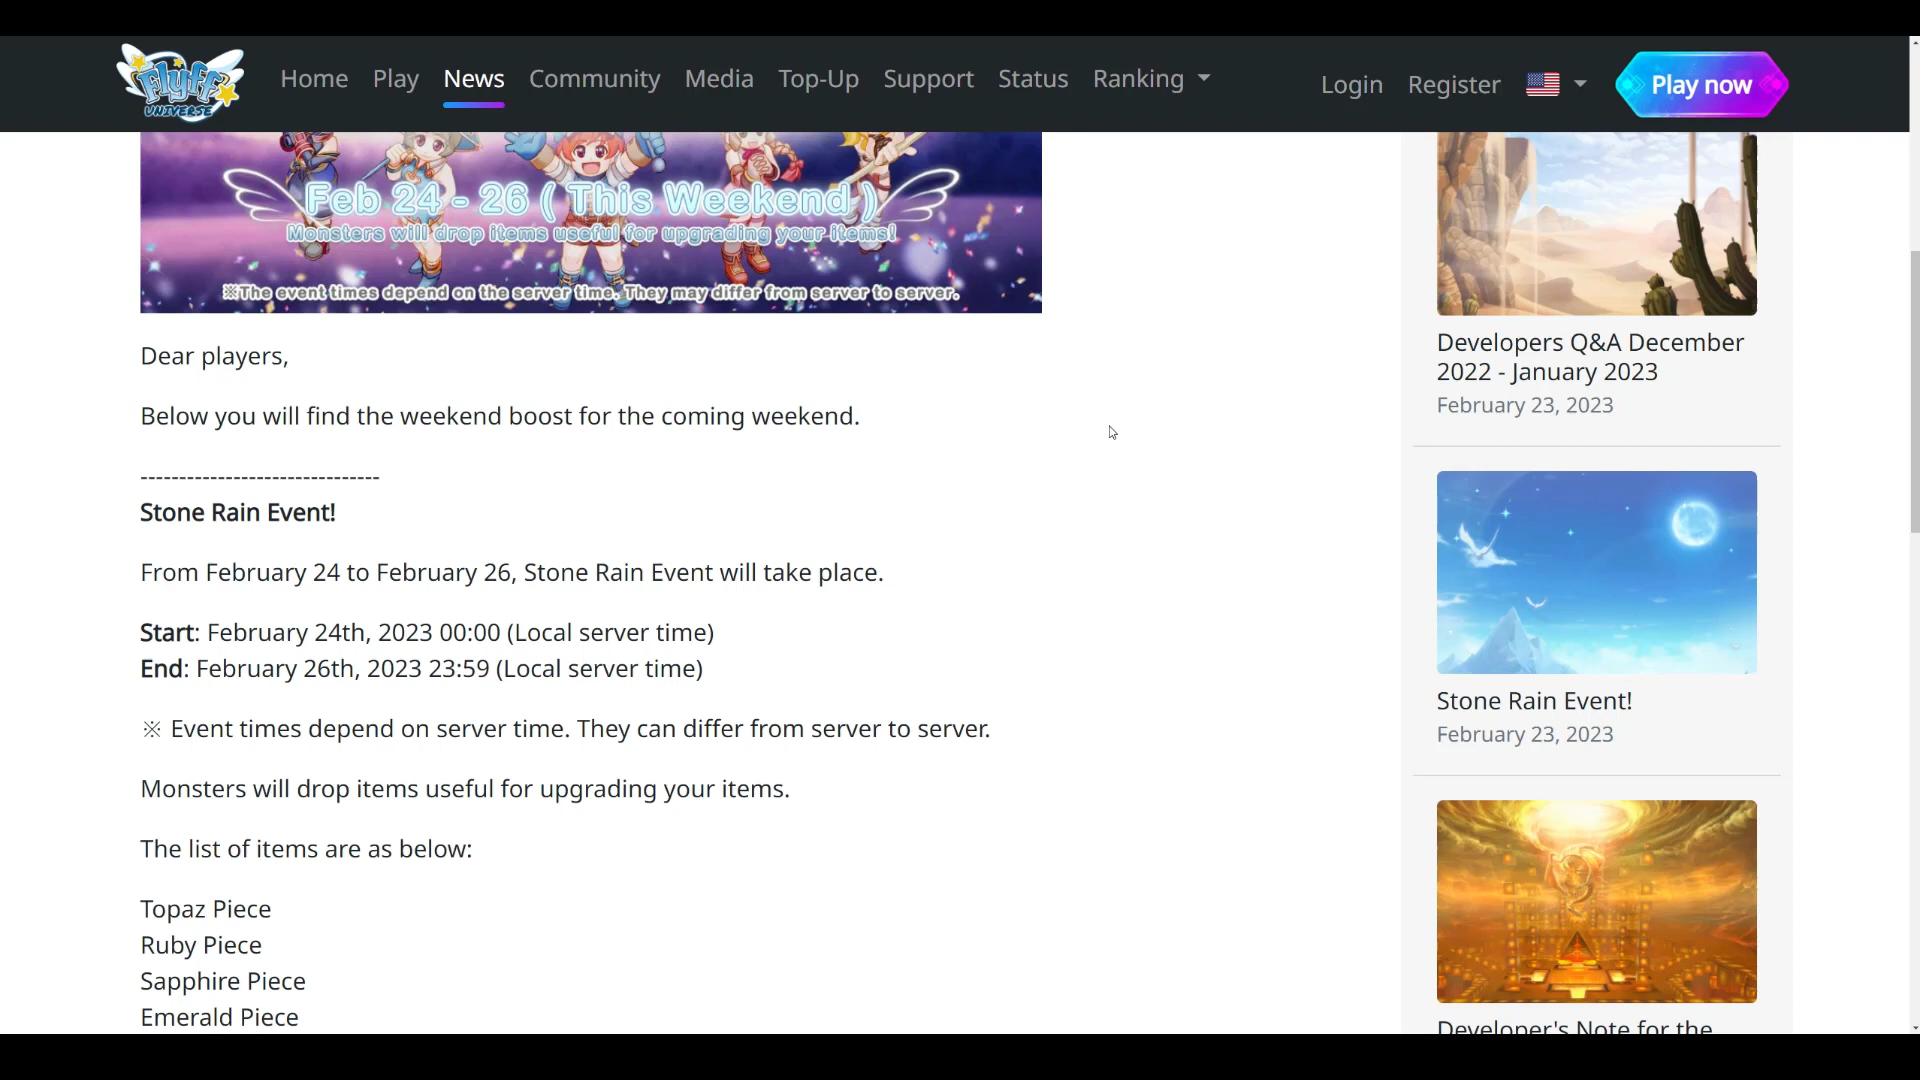 Flyff
UNIVERSE
Home Play News Community Media Top-Up Support Status Ranking
Login Register Play now
Feb 24 - 26 ( This Weekend )
Monsters will drop items useful for upgrading your items!
※The event times depend on the server time. They may differ from server to server.
Dear players,
Below you will find the weekend boost for the coming weekend.
-------------------------------
Stone Rain Event!
From February 24 to February 26, Stone Rain Event will take place.
Start: February 24th, 2023 00:00 (Local server time)
End: February 26th, 2023 23:59 (Local server time)
※ Event times depend on server time. They can differ from server to server.
Monsters will drop items useful for upgrading your items.
The list of items are as below:
Topaz Piece
Ruby Piece
Sapphire Piece
Emerald Piece
Developers Q&A December
2022 - January 2023
February 23, 2023
Stone Rain Event!
February 23, 2023
Developer's Note for the